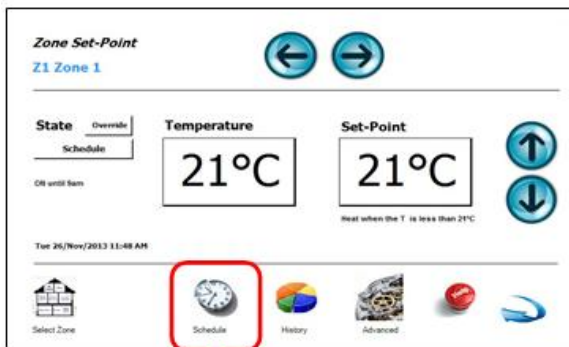 Zone Set-Point
Z1 Zone 1
State Override
Schedule
ON until 9am
Temperature
21°C
Set-Point
21°C
Heat when the T is less than 21°C
Tue 26/Nov/2013 11:48 AM
Select Zone
Schedule
History
Advanced
Help